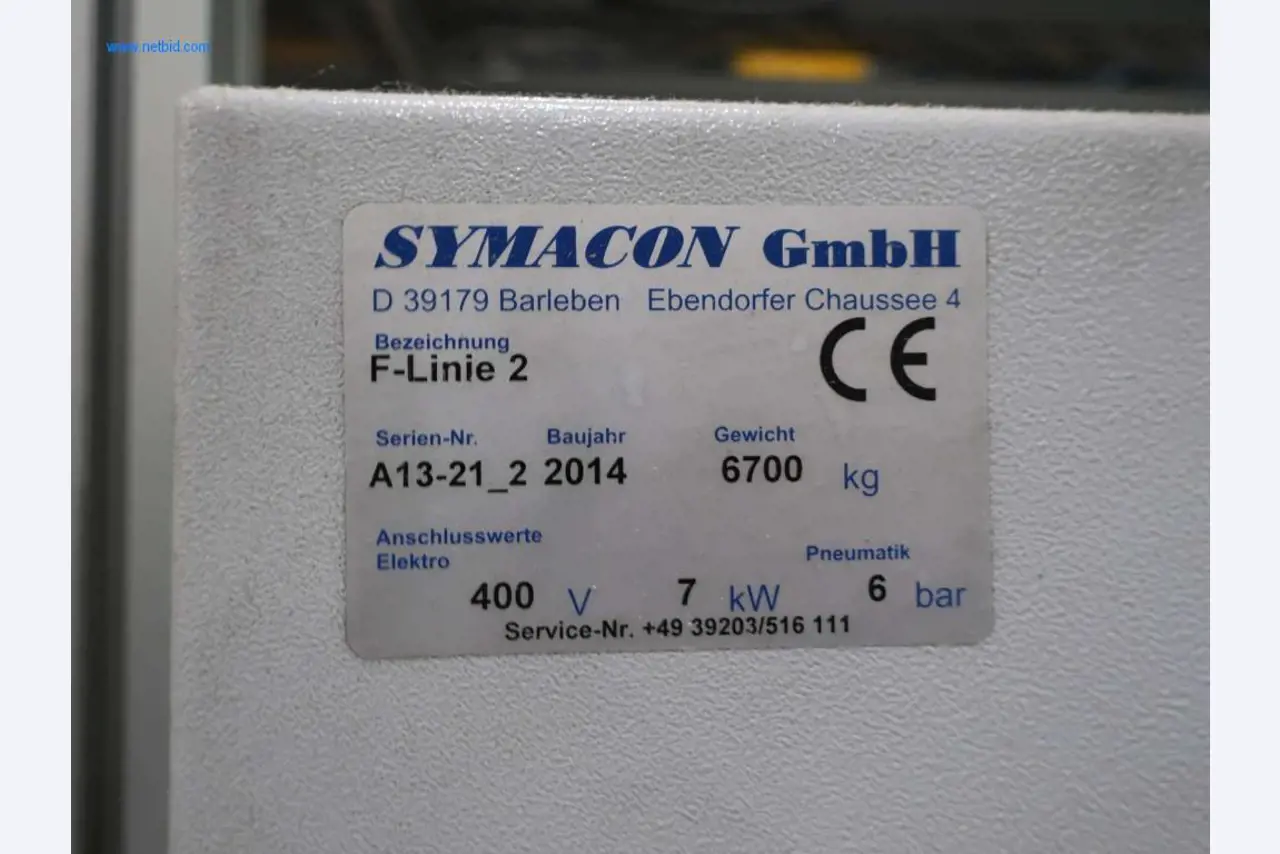 www.netbid.com
SYMACON GmbH
D 39179 Barleben Ebendorfer Chaussee 4
Bezeichnung
F-Linie 2
CE
Serien-Nr. Baujahr Gewicht
A13-21_2 2014 6700 kg
Anschlusswerte
Elektro Pneumatik
400 V 7 kW 6 bar
Service-Nr. +49 39203/516 111